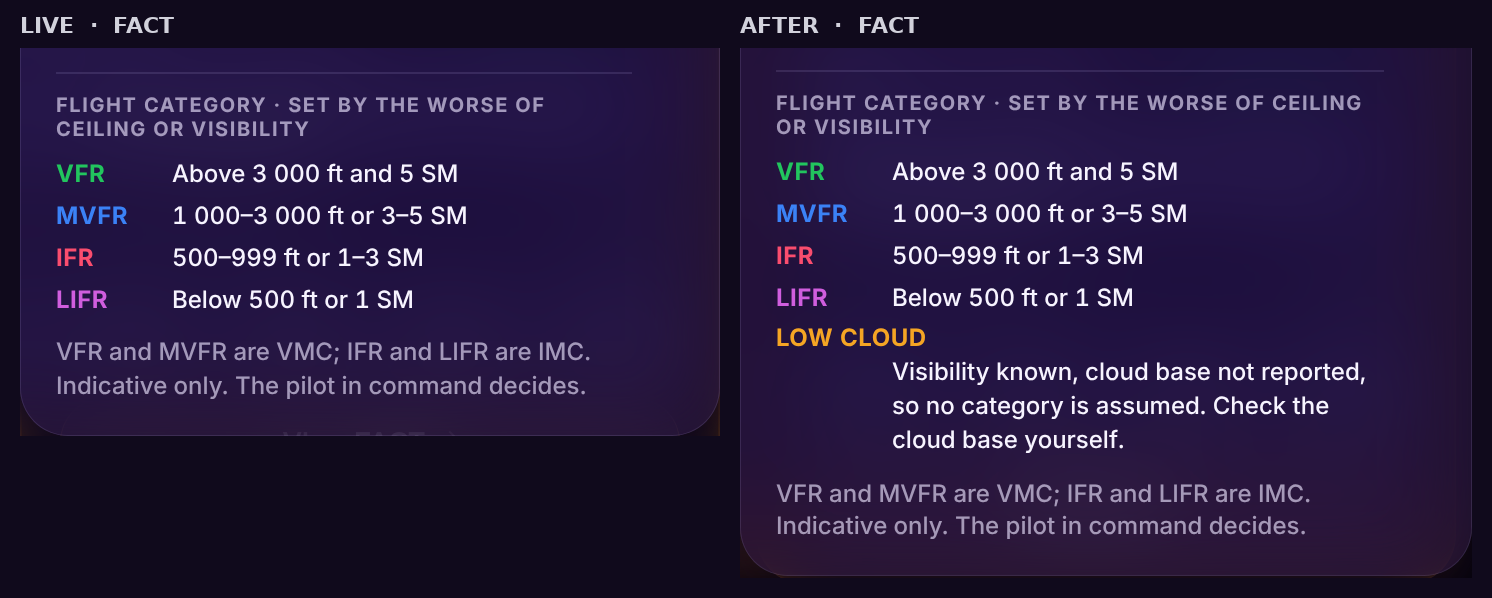 LIVE · FACT
FLIGHT CATEGORY · SET BY THE WORSE OF
CEILING OR VISIBILITY
VFR Above 3 000 ft and 5 SM
MVFR 1 000–3 000 ft or 3–5 SM
IFR 500–999 ft or 1–3 SM
LIFR Below 500 ft or 1 SM
VFR and MVFR are VMC; IFR and LIFR are IMC.
Indicative only. The pilot in command decides.
AFTER · FACT
FLIGHT CATEGORY · SET BY THE WORSE OF CEILING
OR VISIBILITY
VFR Above 3 000 ft and 5 SM
MVFR 1 000–3 000 ft or 3–5 SM
IFR 500–999 ft or 1–3 SM
LIFR Below 500 ft or 1 SM
LOW CLOUD
Visibility known, cloud base not reported,
so no category is assumed. Check the
cloud base yourself.
VFR and MVFR are VMC; IFR and LIFR are IMC.
Indicative only. The pilot in command decides.